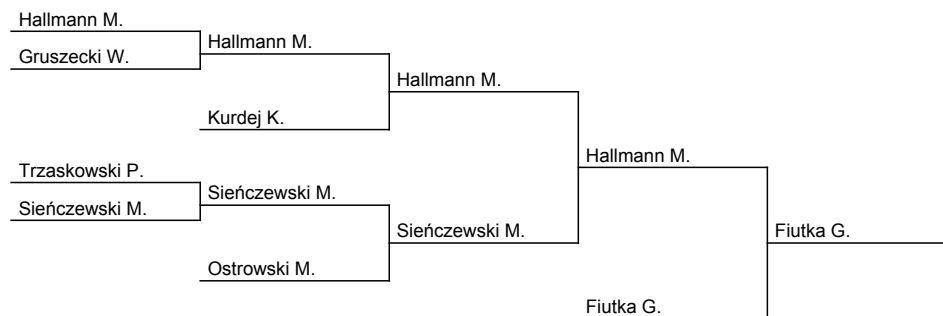 Hallmann M.
Gruszecki W.
Hallmann M.
Hallmann M.
Kurdej K.
Hallmann M.
Trzaskowski P.
Sieńczewski M.
Sieńczewski M.
Sieńczewski M.
Fiutka G.
Ostrowski M.
Fiutka G.